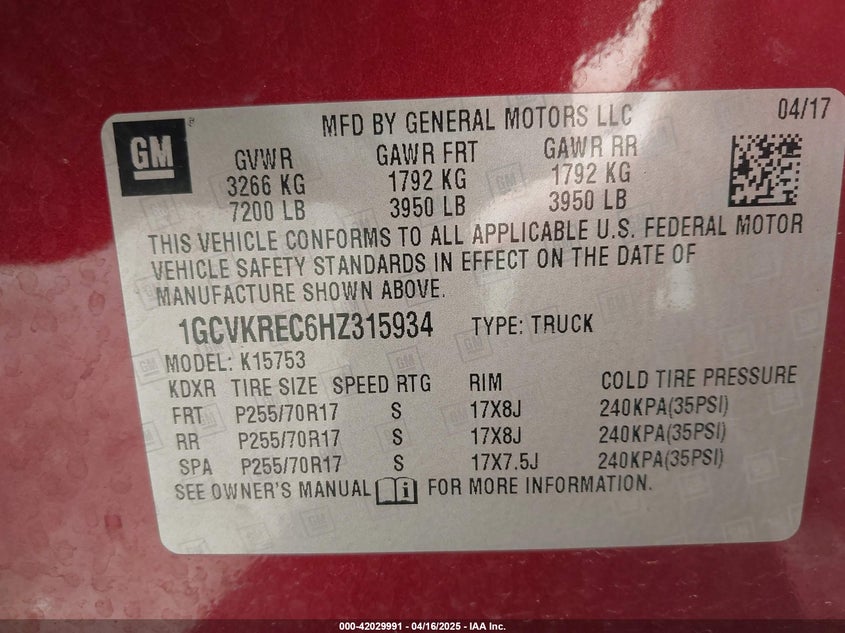 GM
MFD BY GENERAL MOTORS LLC
04/17
GVWR GAWR FRT GAWR RR
3266 KG 1792 KG 1792 KG
7200 LB 3950 LB 3950 LB
THIS VEHICLE CONFORMS TO ALL APPLICABLE U.S. FEDERAL MOTOR
VEHICLE SAFETY STANDARDS IN EFFECT ON THE DATE OF
MANUFACTURE SHOWN ABOVE.
1GCVKREC6HZ315934 TYPE: TRUCK
MODEL: K15753
KDXR TIRE SIZE SPEED RTG RIM COLD TIRE PRESSURE
FRT P255/70R17 S 17X8J 240KPA(35PSI)
RR P255/70R17 S 17X8J 240KPA(35PSI)
SPA P255/70R17 S 17X7.5J 240KPA(35PSI)
SEE OWNER'S MANUAL FOR MORE INFORMATION.
000-42029991 - 04/16/2025 - IAA Inc.